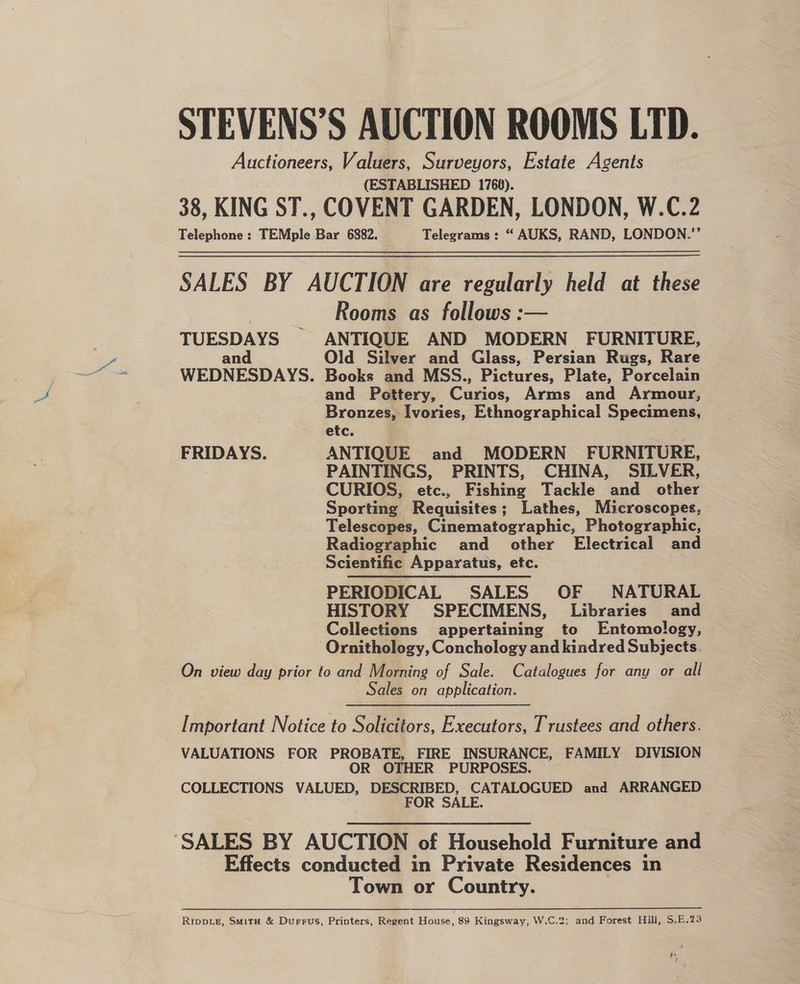 STEVENS'S AUCTION ROOMS LTD.
Auctioneers, Valuers, Surveyors, Estate Agents
(ESTABLISHED 1760).
38, KING ST., COVENT GARDEN, LONDON, W.C.2
Telephone : TEMple Bar 6882. Telegrams : “ AUKS, RAND, LONDON.’’
SALES BY AUCTION are regularly held at these
Rooms as follows :—
TUESDAYS ANTIQUE AND MODERN FURNITURE,
and Old Silver and Glass, Persian Rugs, Rare
WEDNESDAYS. Books and MSS., Pictures, Plate, Porcelain
and Pottery, Curios, Arms and Armour,
Bronzes, Ivories, Ethnographical Specimens,
etc.
FRIDAYS. ANTIQUE and MODERN FURNITURE,
PAINTINGS, PRINTS, CHINA, SILVER,
CURIOS, etc., Fishing Tackle and other
Sporting Requisites ; Lathes, Microscopes,
Telescopes, Cinematographic, Photographic,
Radiographic and other Electrical and
Scientific Apparatus, etc.
PERIODICAL SALES OF NATURAL
HISTORY SPECIMENS, Libraries and
Collections appertaining to Entomology,
Ornithology, Conchology and kindred Subjects.
On view day prior to and Morning of Sale. Catalogues for any or all
Sales on application.
Important Notice to Solicitors, Executors, Trustees and others.
VALUATIONS FOR PROBATE, FIRE INSURANCE, FAMILY DIVISION
OR OTHER PURPOSES.
COLLECTIONS VALUED, DESCRIBED, CATALOGUED and ARRANGED
FOR SALE.
SALES BY AUCTION of Household Furniture and
Effects conducted in Private Residences in
Town or Country.
RIDDLE, SMITH & DUFFUS, Printers, Regent House, 89 Kingsway, W.C.2; and Forest Hill, S.E.23